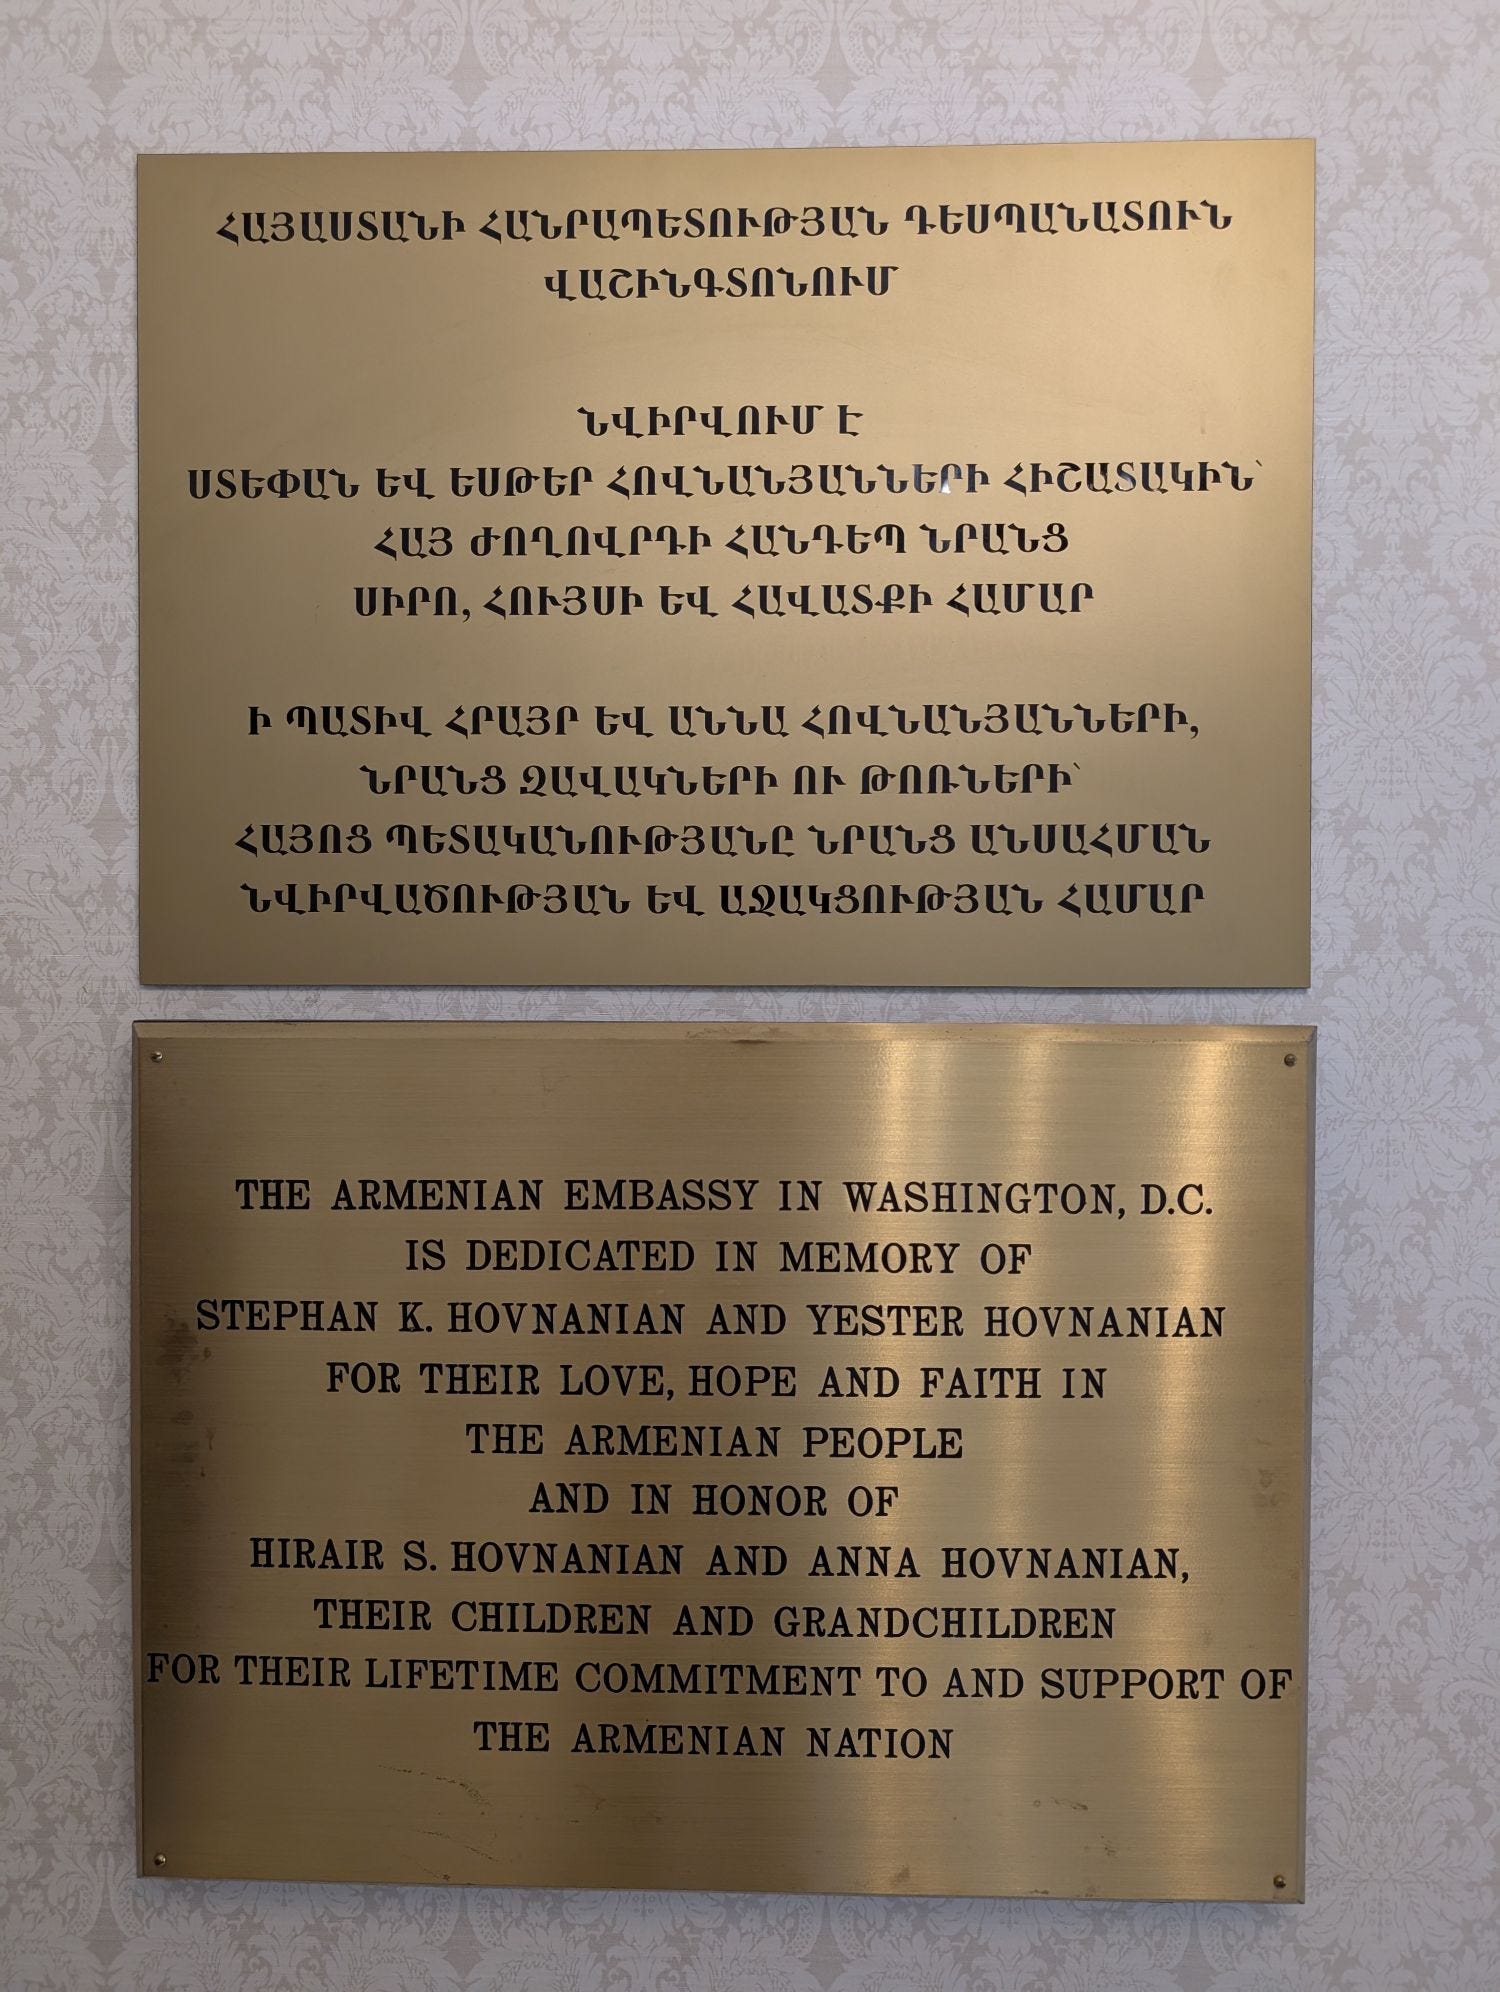 ՀԱՅԱՍՏԱՆԻ ՀԱՆՐԱՊԵՏՈՒԹՅԱՆ ԴԵՍՊԱՆԱՏՈՒՆ
ՎԱՇԻՆԳՏՈՆՈՒՄ
ՆՎԻՐՎՈՒՄ Է
ՍՏԵՓԱՆ ԵՎ ԵՍԹԵՐ ՀՈՎՆԱՆՅԱՆՆԵՐԻ ՀԻՇԱՏԱԿԻՆ՝
ՀԱՅ ԺՈՂՈՎՐԴԻ ՀԱՆԴԵՊ ՆՐԱՆՑ
ՍԻՐՈ, ՀՈՒՅՍԻ ԵՎ ՀԱՎԱՏՔԻ ՀԱՄԱՐ
Ի ՊԱՏԻՎ ՀՐԱՅՐ ԵՎ ԱՆՆԱ ՀՈՎՆԱՆՅԱՆՆԵՐԻ,
ՆՐԱՆՑ ԶԱՎԱԿՆԵՐԻ ՈՒ ԹՈՌՆԵՐԻ՝
ՀԱՅՈՑ ՊԵՏԱԿԱՆՈՒԹՅԱՆԸ ՆՐԱՆՑ ԱՆՍԱՀՄԱՆ
ՆՎԻՐՎԱԾՈՒԹՅԱՆ ԵՎ ԱՋԱԿՑՈՒԹՅԱՆ ՀԱՄԱՐ
THE ARMENIAN EMBASSY IN WASHINGTON, D.C.
IS DEDICATED IN MEMORY OF
STEPHAN K. HOVNANIAN AND YESTER HOVNANIAN
FOR THEIR LOVE, HOPE AND FAITH IN
THE ARMENIAN PEOPLE
AND IN HONOR OF
HIRAIR S. HOVNANIAN AND ANNA HOVNANIAN,
THEIR CHILDREN AND GRANDCHILDREN
FOR THEIR LIFETIME COMMITMENT TO AND SUPPORT OF
THE ARMENIAN NATION